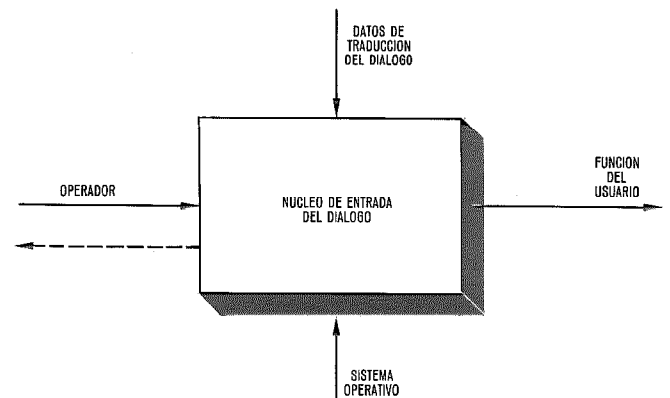 DATOS DE
TRADUCCION
DEL DIALOGO
OPERADOR
NUCLEO DE ENTRADA
DEL DIALOGO
FUNCION
DEL
USUARIO
SISTEMA
OPERATIVO